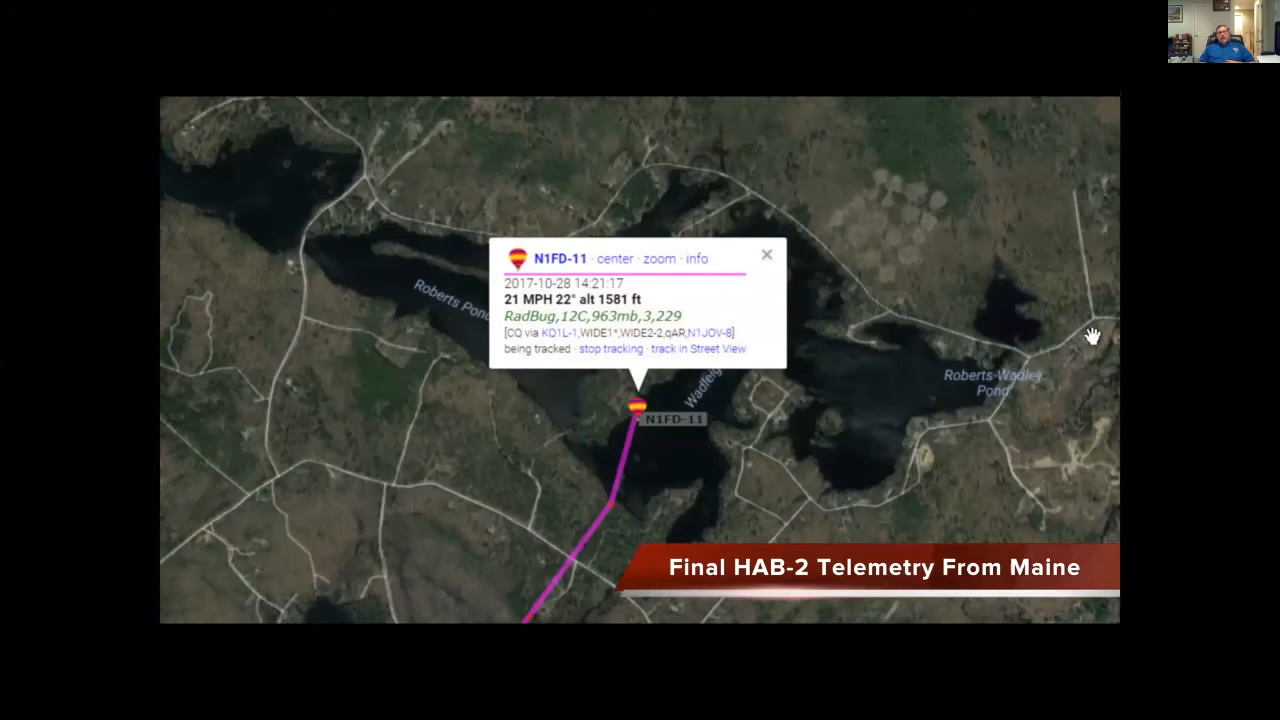 N1FD-11 · center · zoom · info
2017-10-28 14:21:17
21 MPH 22° alt 1581 ft
RadBug,12C,963mb,3,229
[CQ via KQ1L-1,WIDE1*,WIDE2-2,qAR,N1JOV-8]
being tracked · stop tracking · track in Street View
Roberts Pond
Wadleig
Roberts-Wadley
Pond
N1FD-11
Final HAB-2 Telemetry From Maine